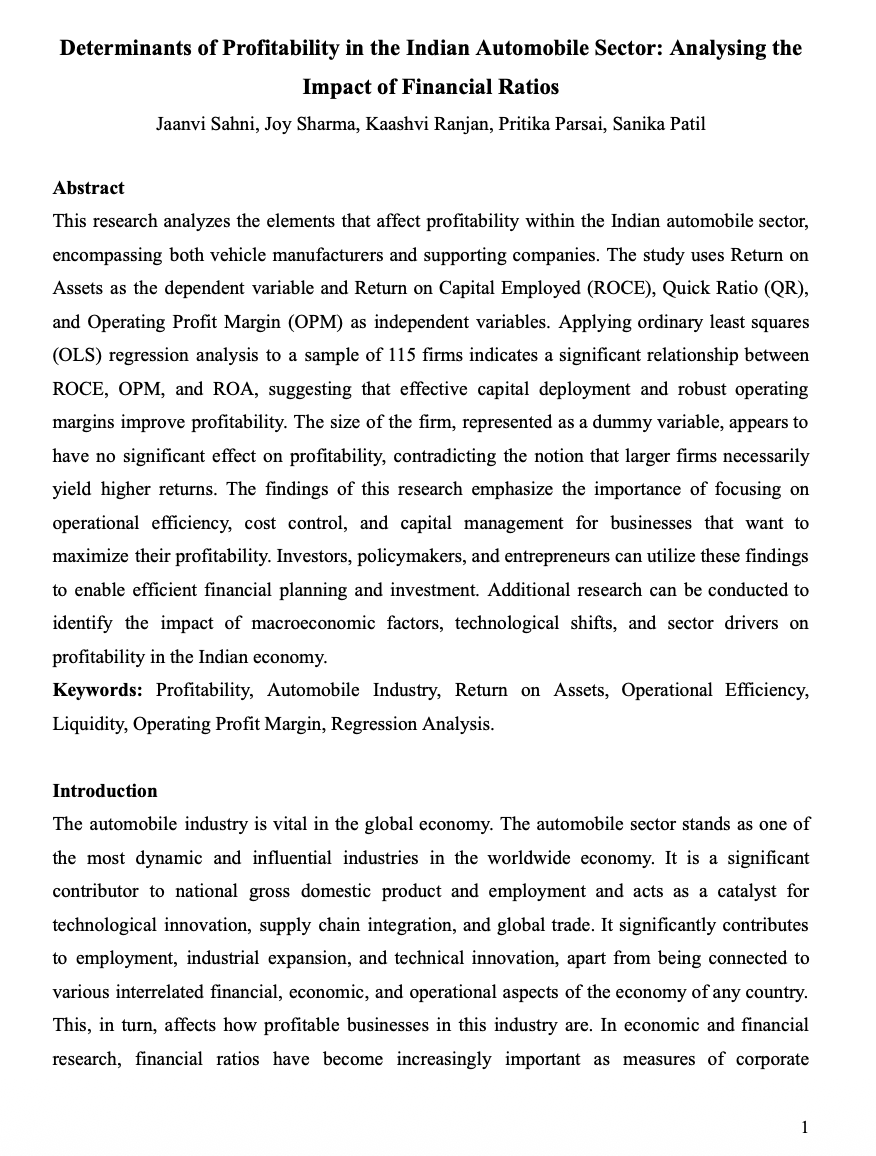 Determinants of Profitability in the Indian Automobile Sector: Analysing the
Impact of Financial Ratios
Jaanvi Sahni, Joy Sharma, Kaashvi Ranjan, Pritika Parsai, Sanika Patil
Abstract
This research analyzes the elements that affect profitability within the Indian automobile sector,
encompassing both vehicle manufacturers and supporting companies. The study uses Return on
Assets as the dependent variable and Return on Capital Employed (ROCE), Quick Ratio (QR),
and Operating Profit Margin (OPM) as independent variables. Applying ordinary least squares
(OLS) regression analysis to a sample of 115 firms indicates a significant relationship between
ROCE, OPM, and ROA, suggesting that effective capital deployment and robust operating
margins improve profitability. The size of the firm, represented as a dummy variable, appears to
have no significant effect on profitability, contradicting the notion that larger firms necessarily
yield higher returns. The findings of this research emphasize the importance of focusing on
operational efficiency, cost control, and capital management for businesses that want to
maximize their profitability. Investors, policymakers, and entrepreneurs can utilize these findings
to enable efficient financial planning and investment. Additional research can be conducted to
identify the impact of macroeconomic factors, technological shifts, and sector drivers on
profitability in the Indian economy.
Keywords: Profitability, Automobile Industry, Return on Assets, Operational Efficiency,
Liquidity, Operating Profit Margin, Regression Analysis.
Introduction
The automobile industry is vital in the global economy. The automobile sector stands as one of
the most dynamic and influential industries in the worldwide economy. It is a significant
contributor to national gross domestic product and employment and acts as a catalyst for
technological innovation, supply chain integration, and global trade. It significantly contributes
to employment, industrial expansion, and technical innovation, apart from being connected to
various interrelated financial, economic, and operational aspects of the economy of any country.
This, in turn, affects how profitable businesses in this industry are. In economic and financial
research, financial ratios have become increasingly important as measures of corporate
1